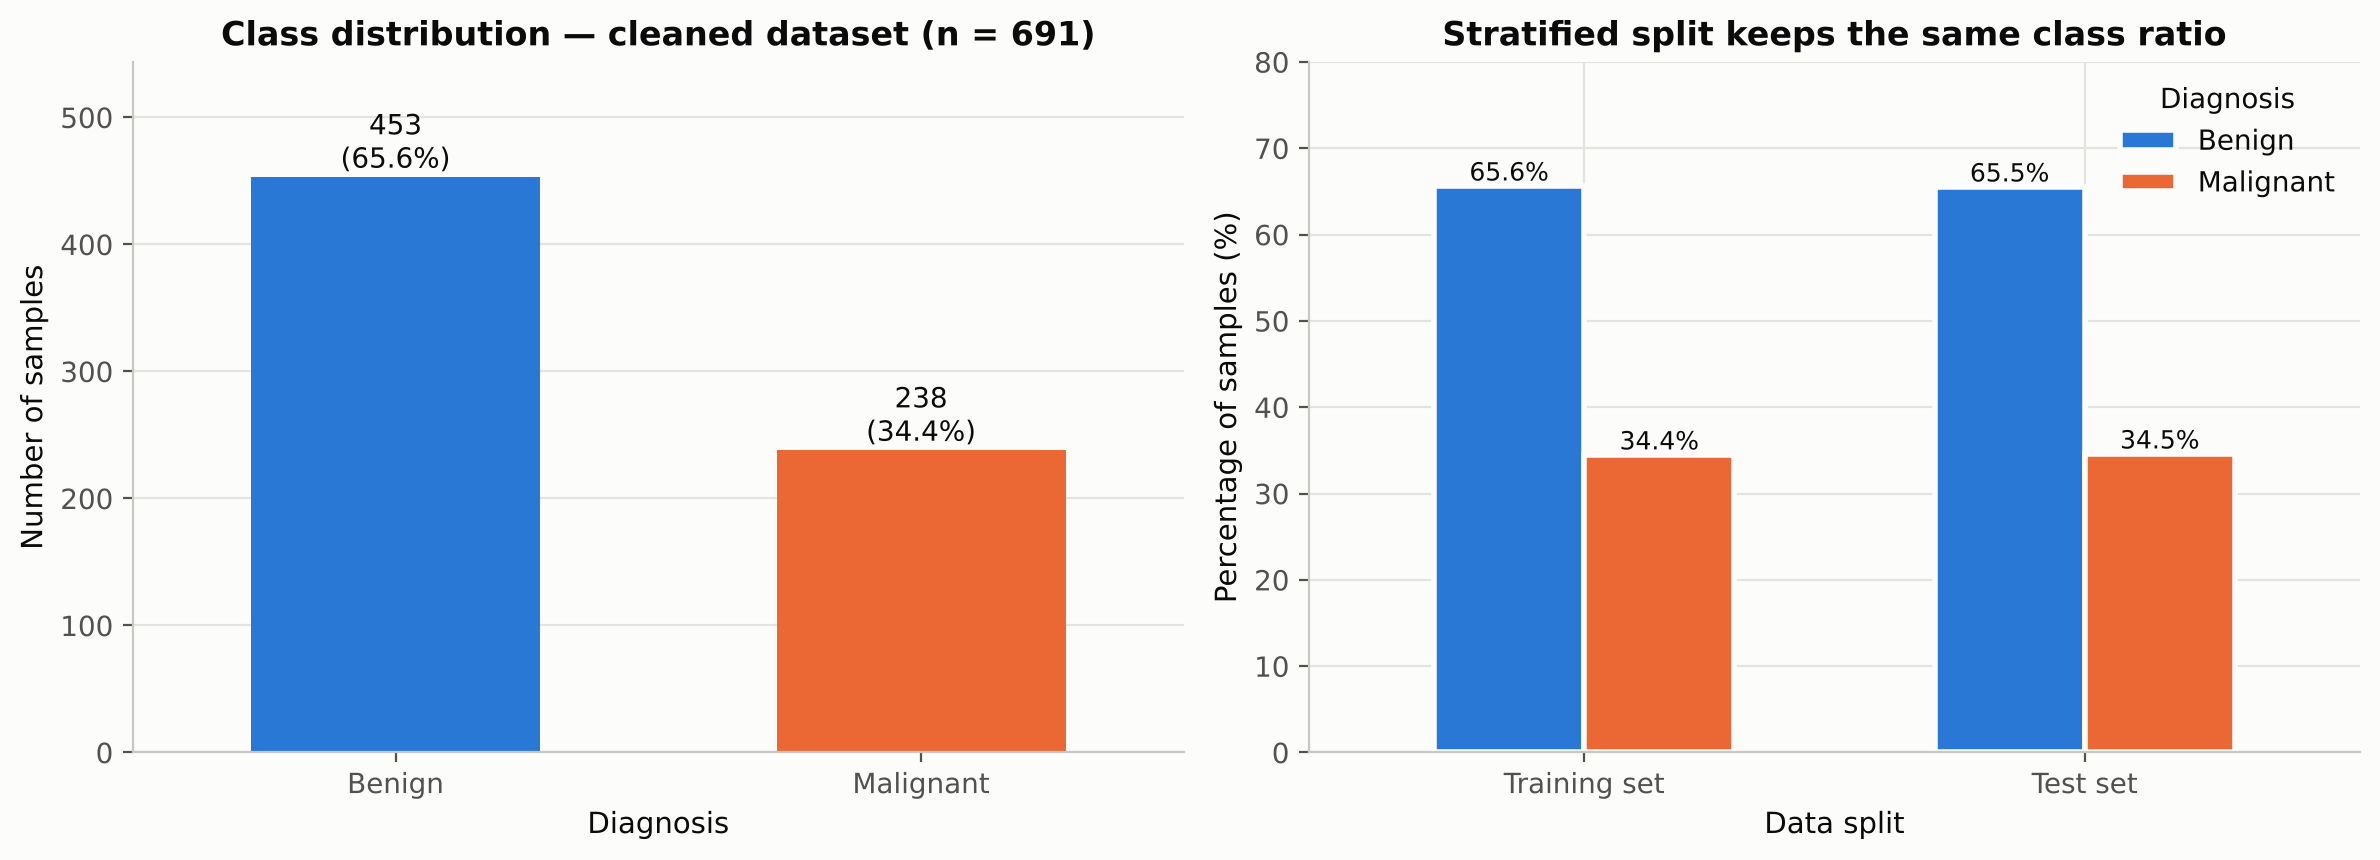 Class distribution — cleaned dataset (n = 691)
Number of samples
500
400
300
200
100
0
453
(65.6%)
238
(34.4%)
Benign
Malignant
Diagnosis
Stratified split keeps the same class ratio
Percentage of samples (%)
80
70
60
50
40
30
20
10
0
Diagnosis
Benign
Malignant
65.6%
34.4%
65.5%
34.5%
Training set
Test set
Data split